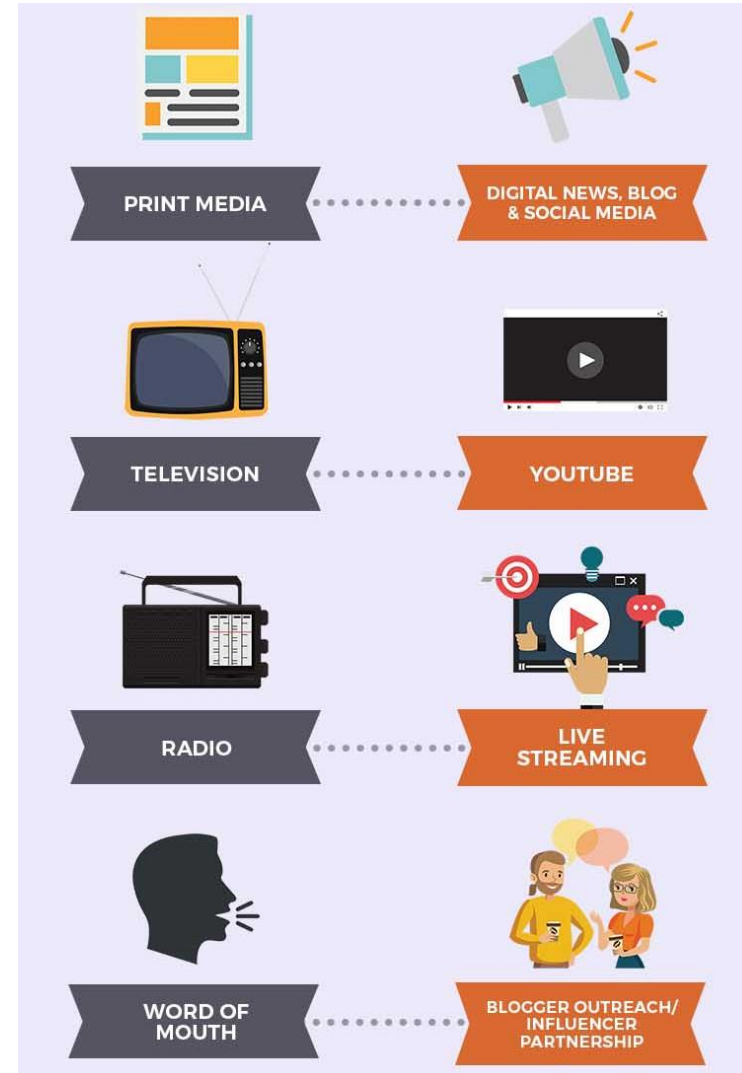 PRINT MEDIA
DIGITAL NEWS, BLOG
& SOCIAL MEDIA
TELEVISION
YOUTUBE
RADIO
LIVE
STREAMING
WORD OF
MOUTH
BLOGGER OUTREACH/
INFLUENCER
PARTNERSHIP